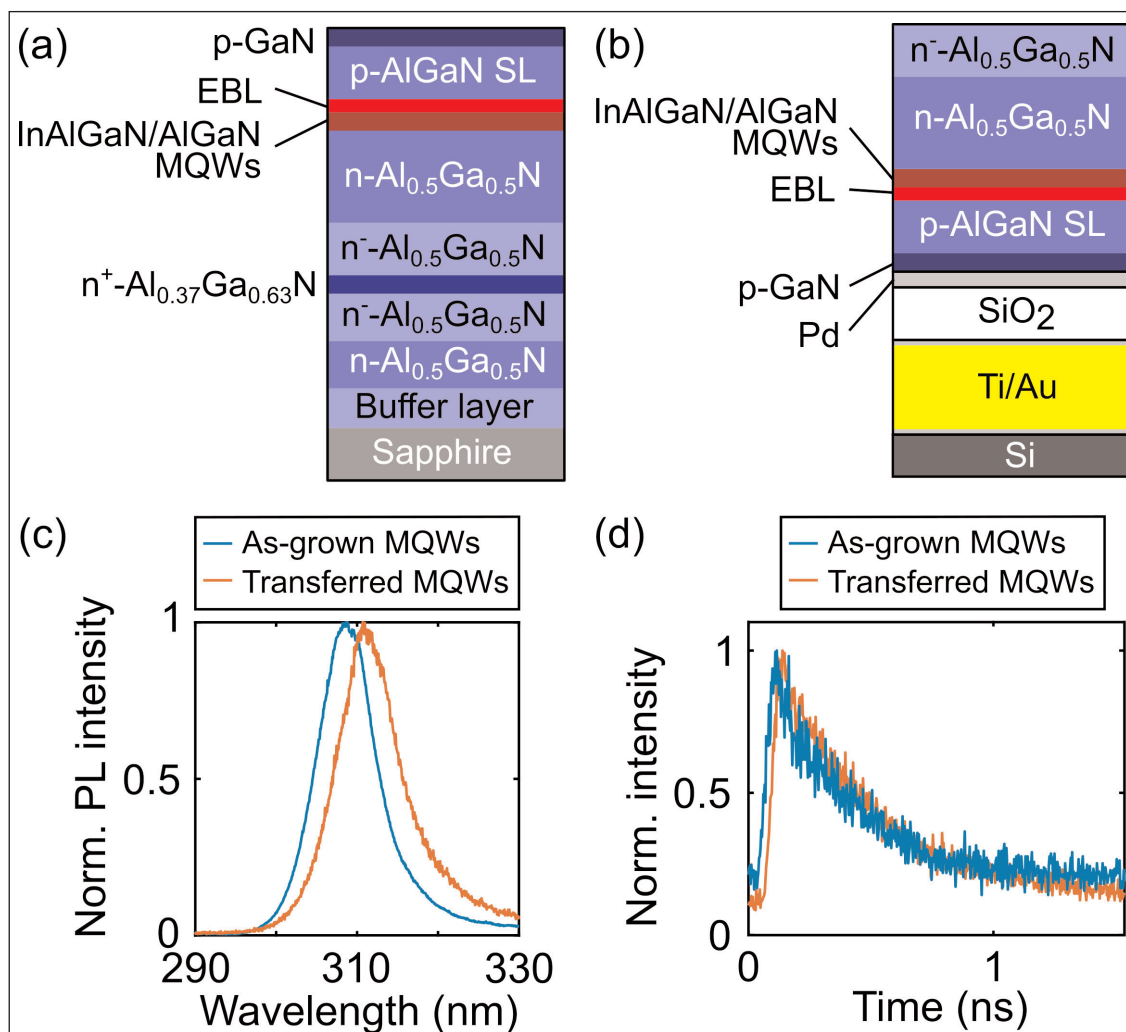 (a)
p-GaN
p-AlGaN SL
EBL
InAlGaN/AlGaN
MQWs
n-Al₀.₅Ga₀.₅N
n⁻-Al₀.₅Ga₀.₅N
n⁺-Al₀.₃₇Ga₀.₆₃N
n⁻-Al₀.₅Ga₀.₅N
n-Al₀.₅Ga₀.₅N
Buffer layer
Sapphire
(b)
n⁻-Al₀.₅Ga₀.₅N
InAlGaN/AlGaN
MQWs
n-Al₀.₅Ga₀.₅N
EBL
p-AlGaN SL
p-GaN
Pd
SiO₂
Ti/Au
Si
(c)
As-grown MQWs
Transferred MQWs
Norm. PL intensity
1
0.5
0
290
310
330
Wavelength (nm)
(d)
As-grown MQWs
Transferred MQWs
Norm. intensity
1
0.5
0
0
1
Time (ns)